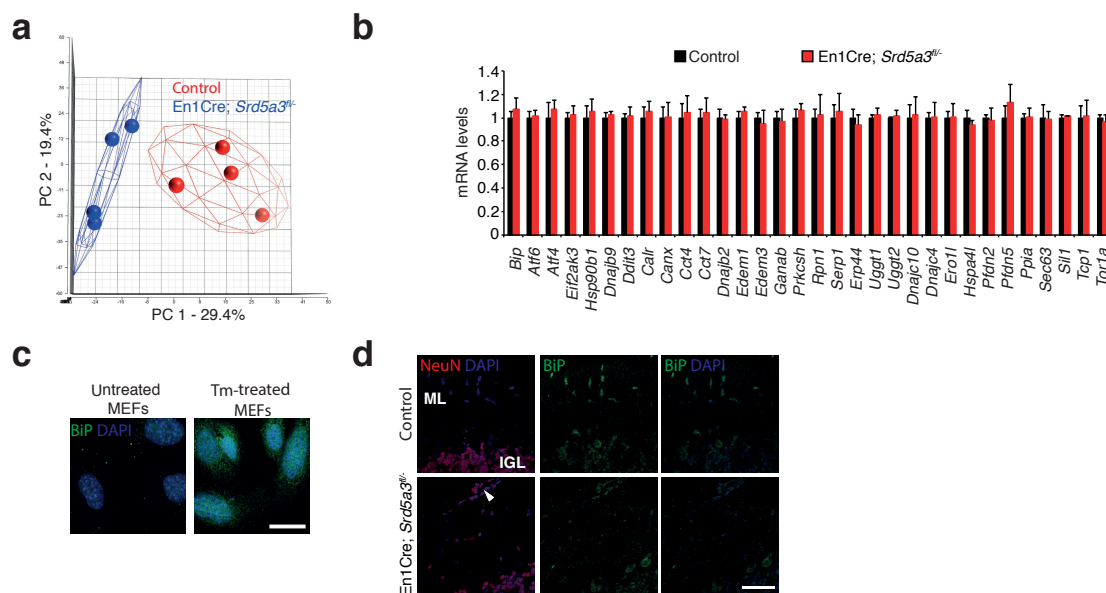 a
Control
En1Cre; Srd5a3fl/-
PC 2 - 19.4%
PC 1 - 29.4%
b
Control
En1Cre; Srd5a3fl/-
mRNA levels
1.4
1.2
1
0.8
0.6
0.4
0.2
0
Bip
Atf6
Atf4
Eif2ak3
Hsp90b1
Dnajb9
Ddit3
Calr
Canx
Cct4
Cct7
Dnajb2
Edem1
Edem3
Ganab
Prkcsh
Rpn1
Serp1
Erp44
Uggt1
Uggt2
Dnajc10
Dnajc4
Ero1l
Hspa4l
Pfdn2
Pfdn5
Ppia
Sec63
Sil1
Tcp1
Tor1a
c
Untreated
MEFs
Tm-treated
MEFs
BiP DAPI
d
NeuN DAPI
BiP
BiP DAPI
ML
IGL
Control
En1Cre; Srd5a3fl/-